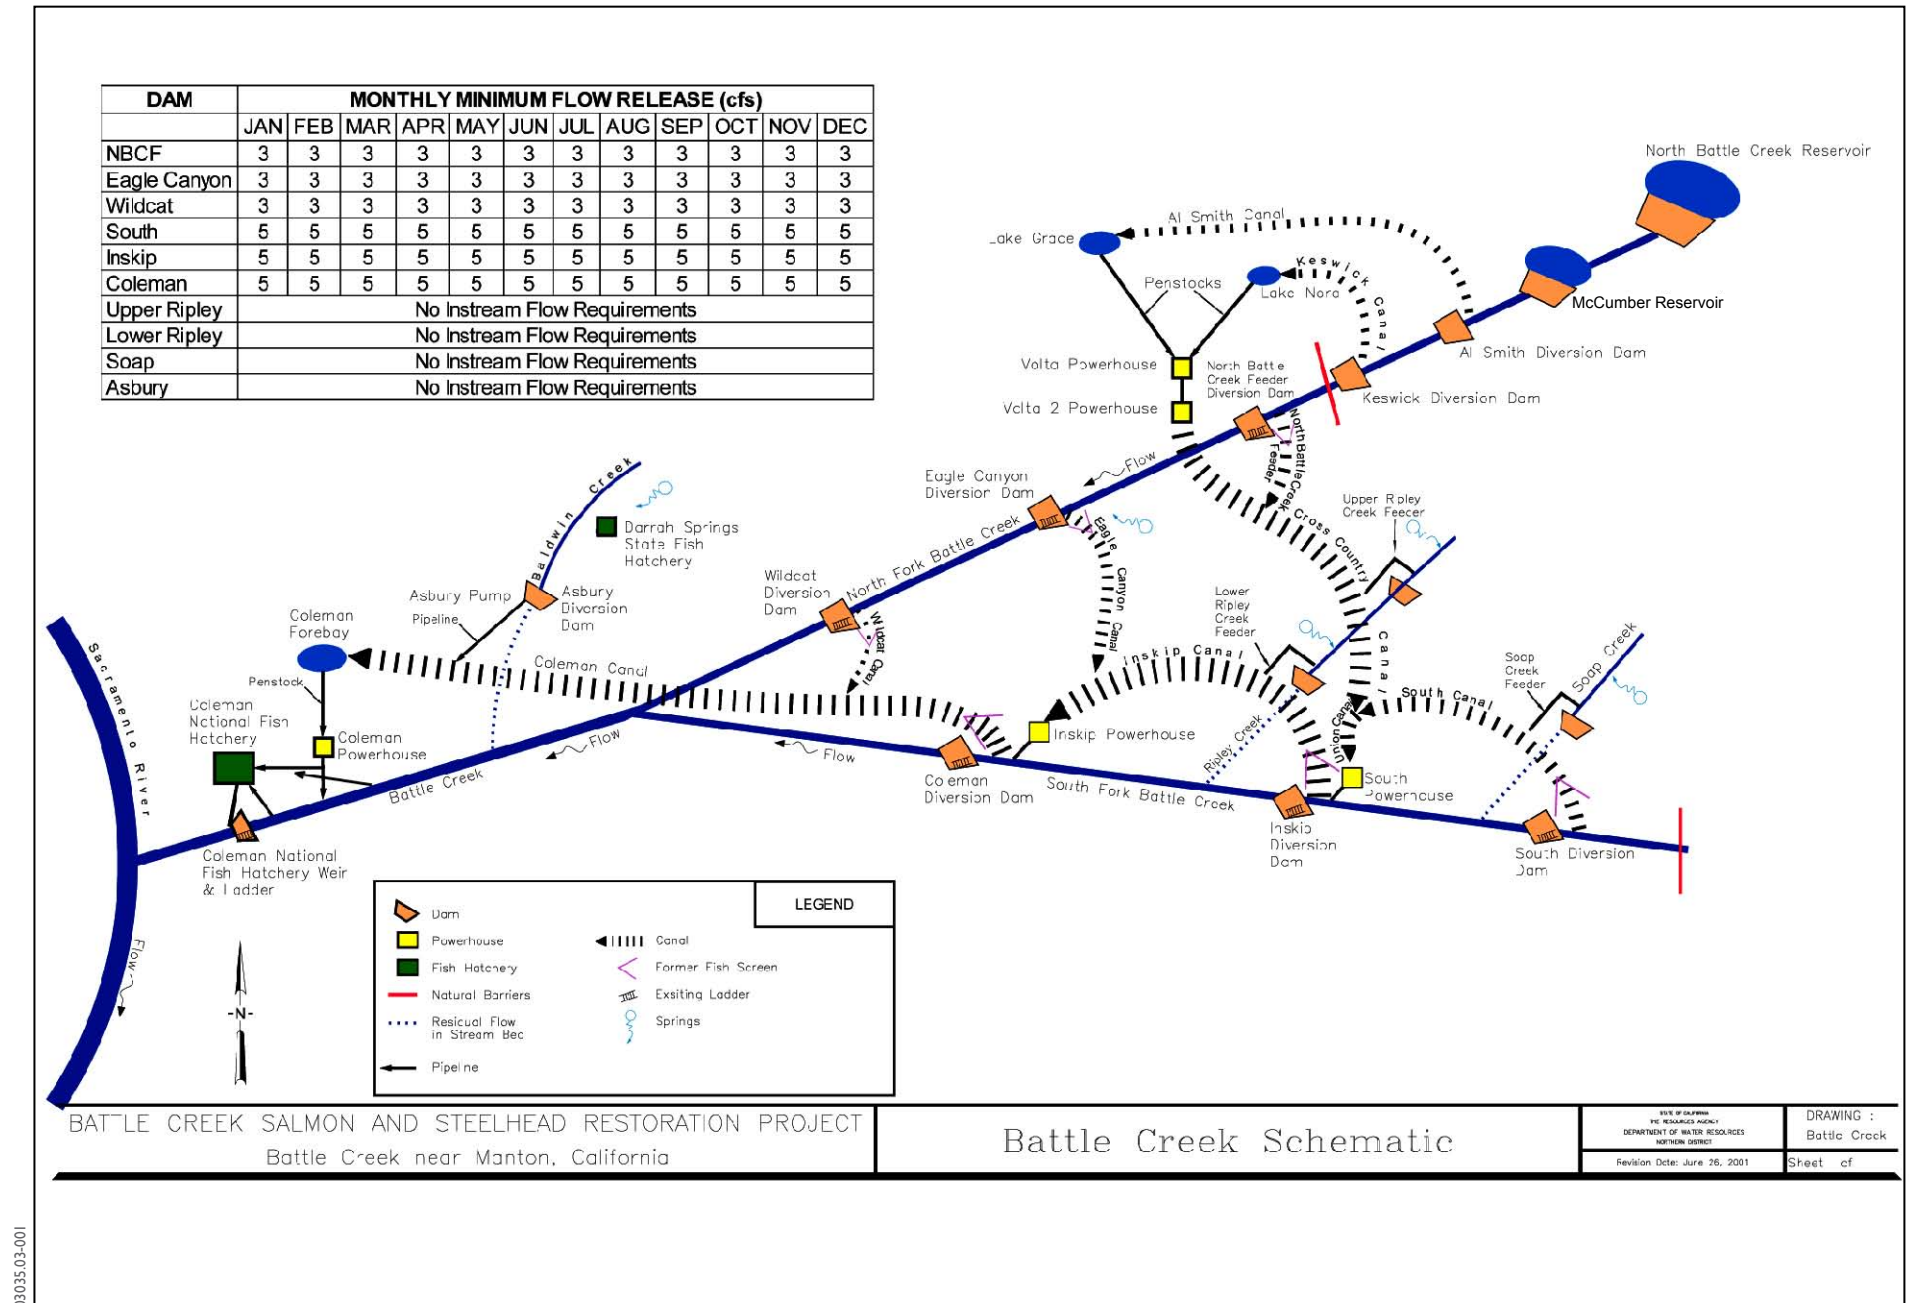 DAM MONTHLY MINIMUM FLOW RELEASE (cfs)
JAN FEB MAR APR MAY JUN JUL AUG SEP OCT NOV DEC
NBCF 3 3 3 3 3 3 3 3 3 3 3 3
Eagle Canyon 3 3 3 3 3 3 3 3 3 3 3 3
Wildcat 3 3 3 3 3 3 3 3 3 3 3 3
South 5 5 5 5 5 5 5 5 5 5 5 5
Inskip 5 5 5 5 5 5 5 5 5 5 5 5
Coleman 5 5 5 5 5 5 5 5 5 5 5 5
Upper Ripley No Instream Flow Requirements
Lower Ripley No Instream Flow Requirements
Soap No Instream Flow Requirements
Asbury No Instream Flow Requirements
North Battle Creek Reservoir
McCumber Reservoir
Al Smith Canal
Lake Grace
Keswick Canal
Penstocks
Lake Nora
Al Smith Diversion Dam
Keswick Diversion Dam
Volta Powerhouse
North Battle
Creek Feeder
Diversion Dam
Volta 2 Powerhouse
North Battle Creek
Feeder
Flow
Eagle Canyon
Diversion Dam
Cross Country
Canal
Upper Ripley
Creek Feeder
Baldwin Creek
Darrah Springs
State Fish
Hatchery
North Fork Battle Creek
Eagle Canyon Canal
Wildcat
Diversion
Dam
Wildcat Canal
Asbury Pump
Pipeline
Asbury
Diversion
Dam
Lower
Ripley
Creek
Feeder
Coleman
Forebay
Coleman Canal
Inskip Canal
Soap
Creek
Feeder
Soap Creek
South Canal
Union Canal
Ripley Creek
Penstock
Coleman
National Fish
Hatchery
Coleman
Powerhouse
Inskip Powerhouse
South
Powerhouse
Flow
Flow
Battle Creek
Coleman
Diversion Dam
South Fork Battle Creek
Inskip
Diversion
Dam
South Diversion
Dam
Sacramento River
Coleman National
Fish Hatchery Weir
& Ladder
Flow
-N-
LEGEND
Dam
Powerhouse
Fish Hatchery
Natural Barriers
Residual Flow
in Stream Bed
Pipeline
Canal
Former Fish Screen
Exsiting Ladder
Springs
BATTLE CREEK SALMON AND STEELHEAD RESTORATION PROJECT
Battle Creek near Manton, California
Battle Creek Schematic
STATE OF CALIFORNIA
THE RESOURCES AGENCY
DEPARTMENT OF WATER RESOURCES
NORTHERN DISTRICT
Revision Date: June 26, 2001
DRAWING :
Battle Creek
Sheet of
03035.03-001